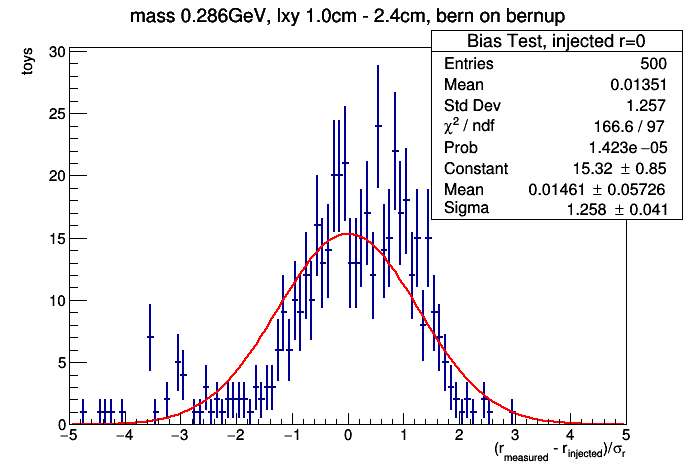 mass 0.286GeV, lxy 1.0cm - 2.4cm, bern on bernup
toys
Bias Test, injected r=0
Entries 500
Mean 0.01351
Std Dev 1.257
χ² / ndf 166.6 / 97
Prob 1.423e−05
Constant 15.32 ± 0.85
Mean 0.01461 ± 0.05726
Sigma 1.258 ± 0.041
30
25
20
15
10
5
0
−5 −4 −3 −2 −1 0 1 2 3 4 5
(r_measured - r_injected)/σ_r